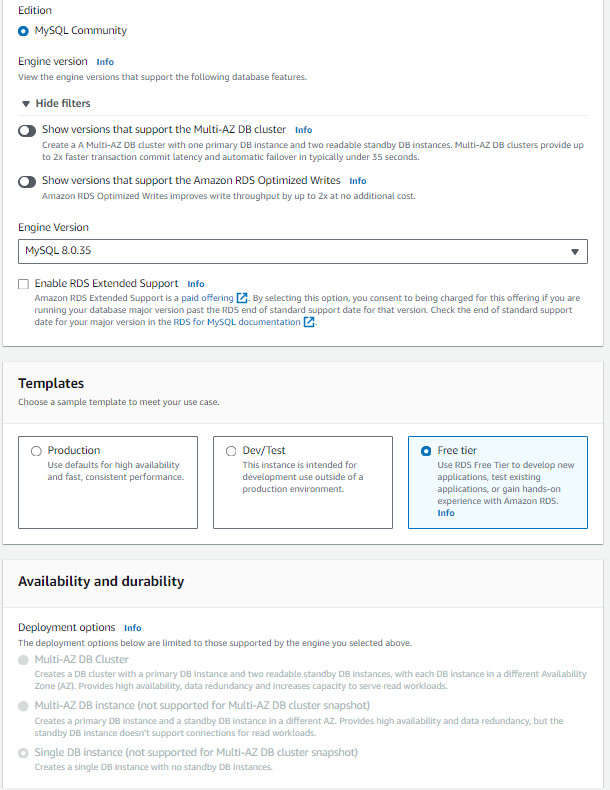 Edition
MySQL Community
Engine version Info
View the engine versions that support the following database features.
Hide filters
Show versions that support the Multi-AZ DB cluster Info
Create a A Multi-AZ DB cluster with one primary DB instance and two readable standby DB instances. Multi-AZ DB clusters provide up
to 2x faster transaction commit latency and automatic failover in typically under 35 seconds.
Show versions that support the Amazon RDS Optimized Writes Info
Amazon RDS Optimized Writes improves write throughput by up to 2x at no additional cost.
Engine Version
MySQL 8.0.35
Enable RDS Extended Support Info
Amazon RDS Extended Support is a paid offering. By selecting this option, you consent to being charged for this offering if you are
running your database major version past the RDS end of standard support date for that version. Check the end of standard support
date for your major version in the RDS for MySQL documentation.
Templates
Choose a sample template to meet your use case.
Production
Use defaults for high availability
and fast, consistent performance.
Dev/Test
This instance is intended for
development use outside of a
production environment.
Free tier
Use RDS Free Tier to develop new
applications, test existing
applications, or gain hands-on
experience with Amazon RDS.
Info
Availability and durability
Deployment options Info
The deployment options below are limited to those supported by the engine you selected above.
Multi-AZ DB Cluster
Creates a DB cluster with a primary DB instance and two readable standby DB instances, with each DB instance in a different Availability
Zone (AZ). Provides high availability, data redundancy and increases capacity to serve read workloads.
Multi-AZ DB instance (not supported for Multi-AZ DB cluster snapshot)
Creates a primary DB instance and a standby DB instance in a different AZ. Provides high availability and data redundancy, but the
standby DB instance doesn't support connections for read workloads.
Single DB instance (not supported for Multi-AZ DB cluster snapshot)
Creates a single DB instance with no standby DB instances.